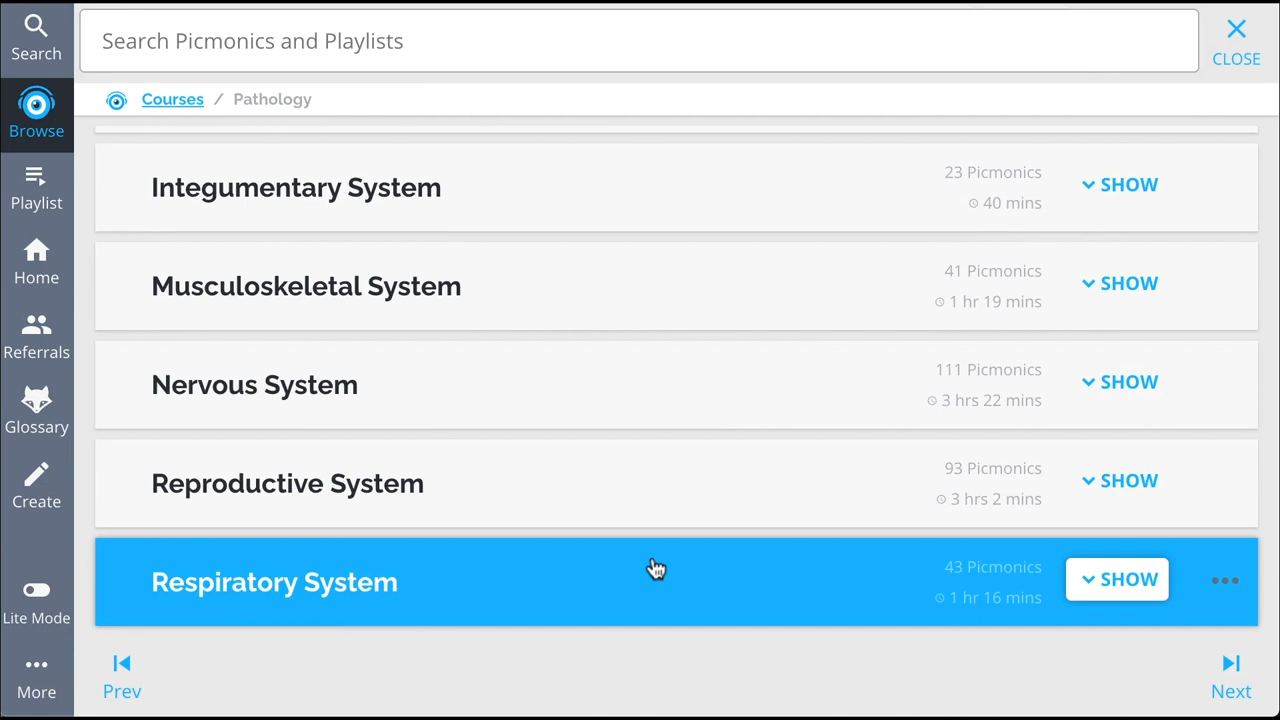 Search
Search Picmonics and Playlists
CLOSE
Courses / Pathology
Browse
Integumentary System
23 Picmonics
40 mins
SHOW
Playlist
Musculoskeletal System
41 Picmonics
1 hr 19 mins
SHOW
Home
Referrals
Nervous System
111 Picmonics
3 hrs 22 mins
SHOW
Glossary
Reproductive System
93 Picmonics
3 hrs 2 mins
SHOW
Create
Respiratory System
43 Picmonics
1 hr 16 mins
SHOW
Lite Mode
More
Prev
Next